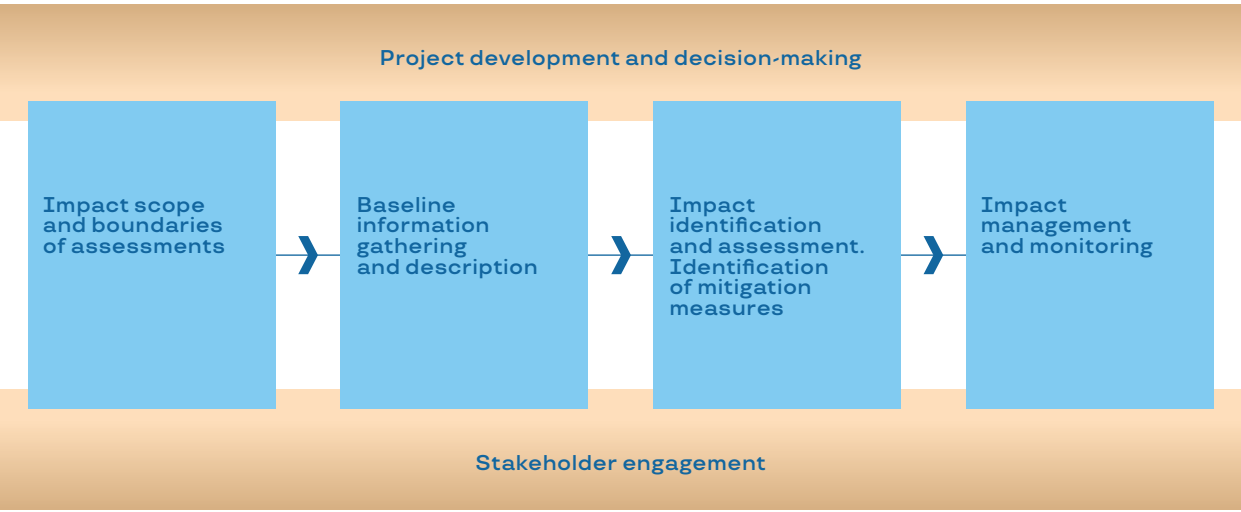 Project development and decision-making
Impact scope
and boundaries
of assessments
Baseline
information
gathering
and description
Impact
identification
and assessment.
Identification
of mitigation
measures
Impact
management
and monitoring
Stakeholder engagement